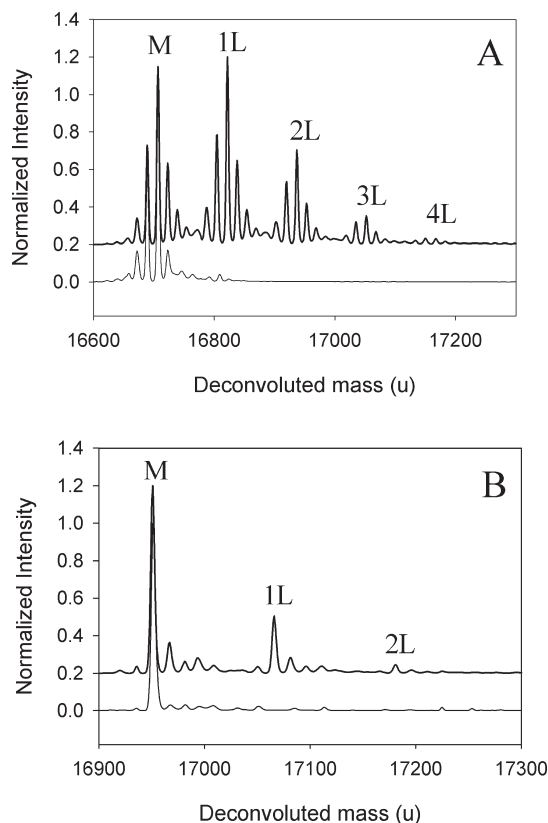 A
M
1L
2L
3L
4L
1.4
1.2
1.0
0.8
0.6
0.4
0.2
0.0
Normalized Intensity
16600 16800 17000 17200
Deconvoluted mass (u)
B
M
1L
2L
1.4
1.2
1.0
0.8
0.6
0.4
0.2
0.0
Normalized Intensity
16900 17000 17100 17200 17300
Deconvoluted mass (u)